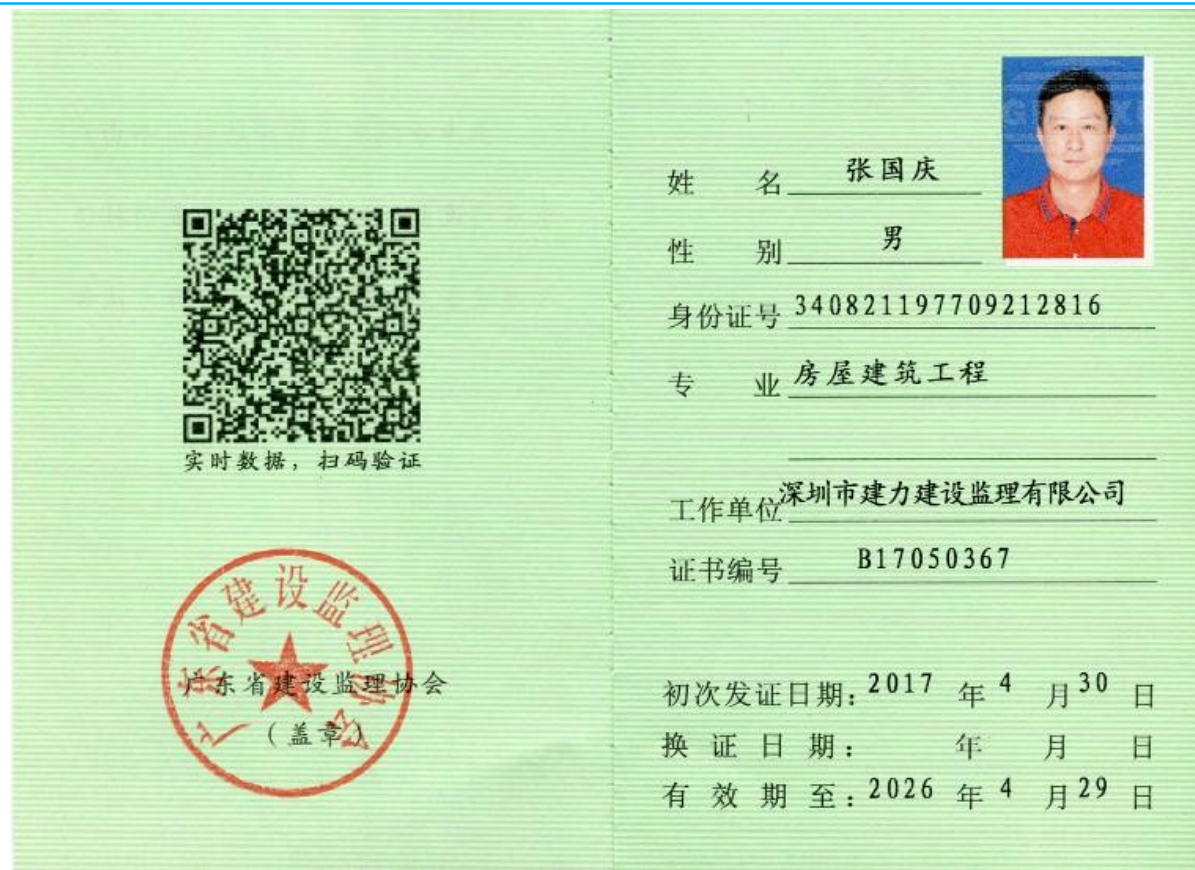 实时数据，扫码验证
广东省建设监理协会
广东省建设监理协会
（盖章）
姓 名 张国庆
性 别 男
身份证号 340821197709212816
专 业 房屋建筑工程
工作单位 深圳市建力建设监理有限公司
证书编号 B17050367
初次发证日期：2017 年 4 月 30 日
换 证 日 期： 年 月 日
有 效 期 至：2026 年 4 月 29 日